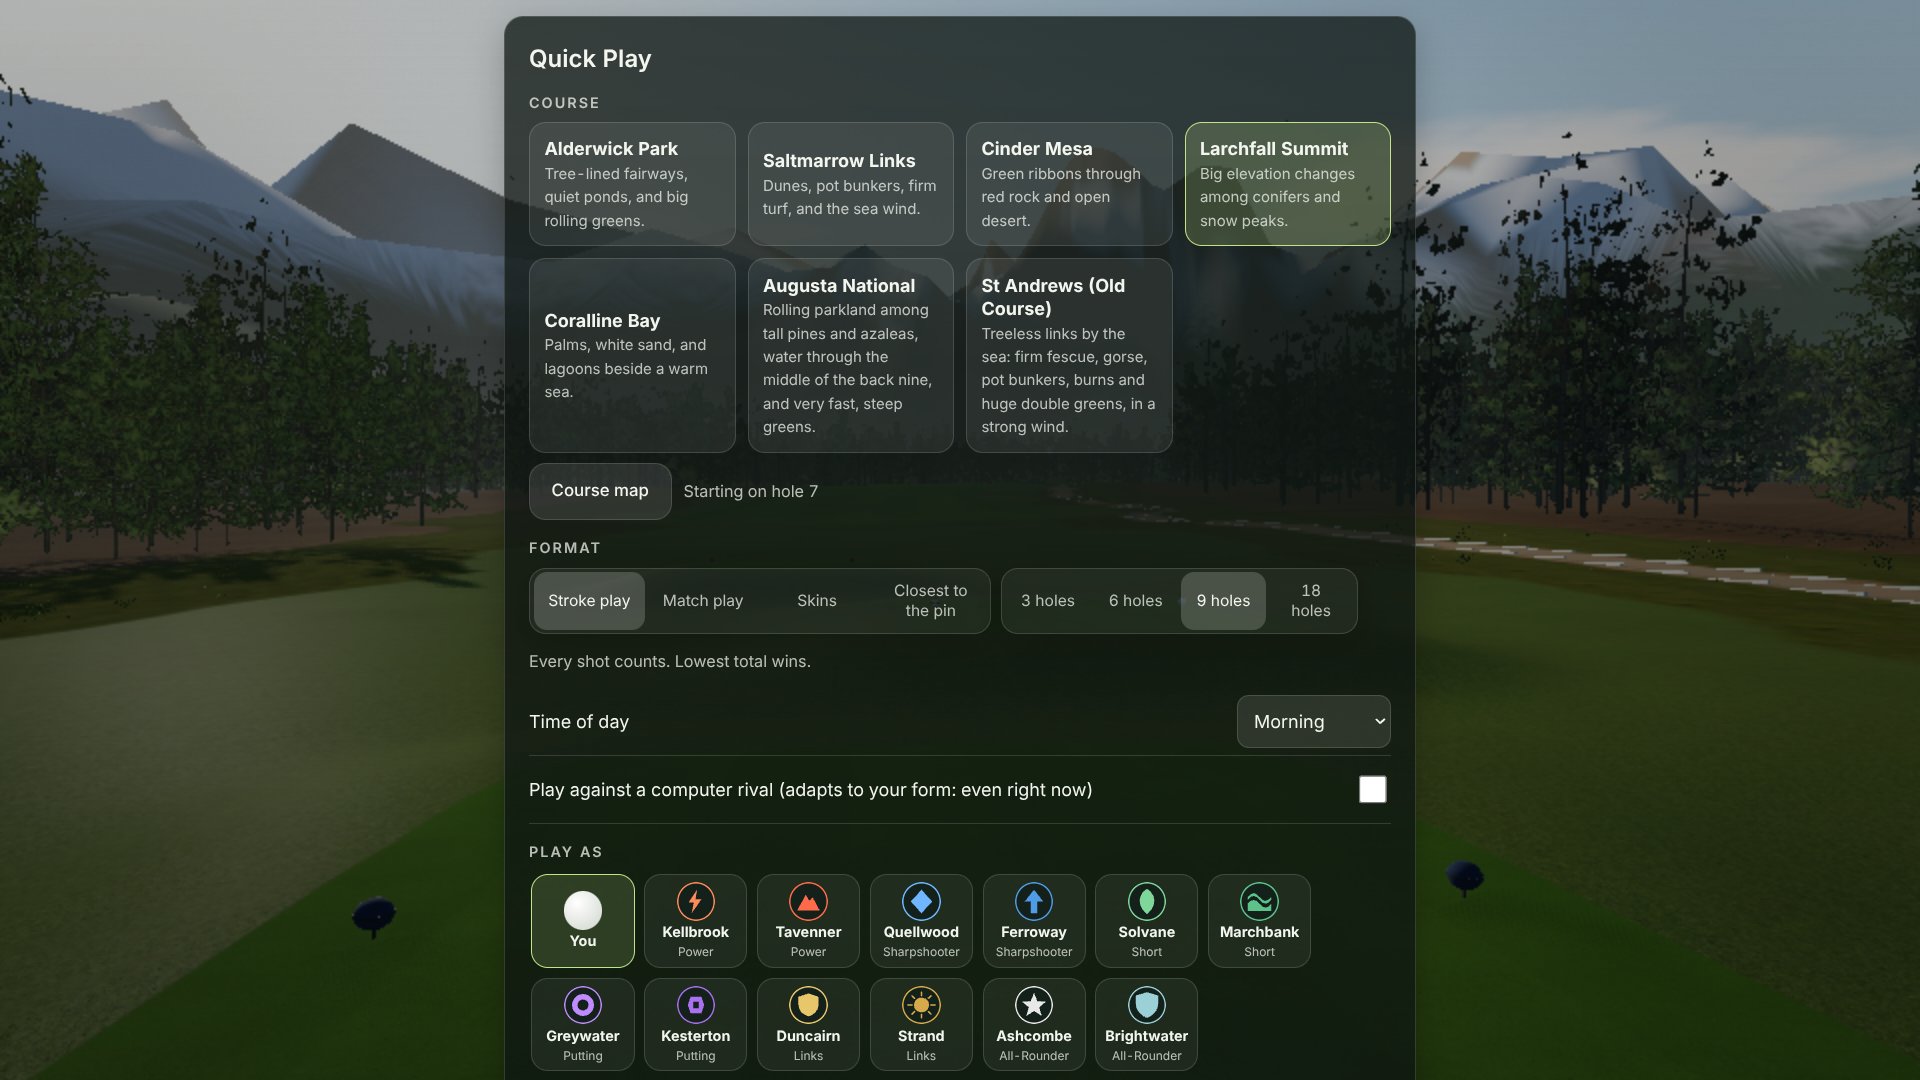 Quick Play
COURSE
Alderwick Park
Tree-lined fairways,
quiet ponds, and big
rolling greens.
Saltmarrow Links
Dunes, pot bunkers, firm
turf, and the sea wind.
Cinder Mesa
Green ribbons through
red rock and open
desert.
Larchfall Summit
Big elevation changes
among conifers and
snow peaks.
Coralline Bay
Palms, white sand, and
lagoons beside a warm
sea.
Augusta National
Rolling parkland among
tall pines and azaleas,
water through the
middle of the back nine,
and very fast, steep
greens.
St Andrews (Old
Course)
Treeless links by the
sea: firm fescue, gorse,
pot bunkers, burns and
huge double greens, in a
strong wind.
Course map
Starting on hole 7
FORMAT
Stroke play
Match play
Skins
Closest to
the pin
3 holes
6 holes
9 holes
18
holes
Every shot counts. Lowest total wins.
Time of day
Morning
Play against a computer rival (adapts to your form: even right now)
PLAY AS
You
Kellbrook
Power
Tavenner
Power
Quellwood
Sharpshooter
Ferroway
Sharpshooter
Solvane
Short
Marchbank
Short
Greywater
Putting
Kesterton
Putting
Duncairn
Links
Strand
Links
Ashcombe
All-Rounder
Brightwater
All-Rounder